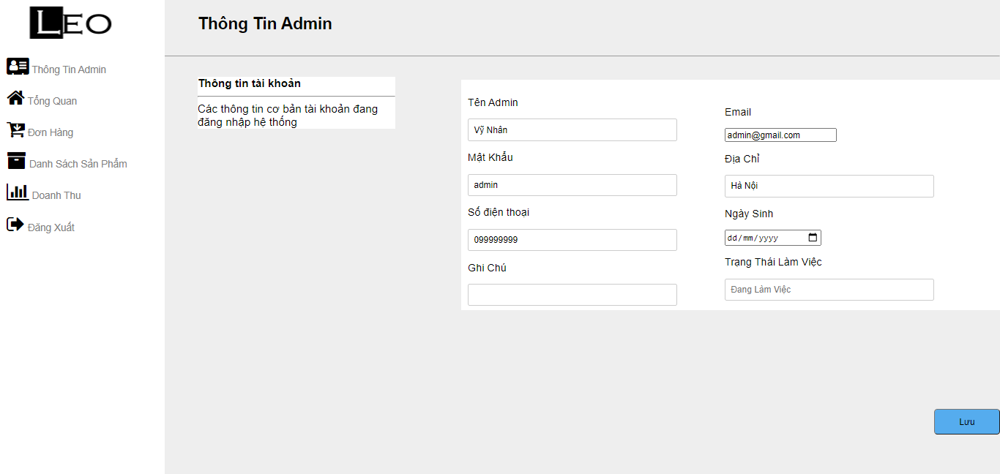 LEO
Thông Tin Admin
Tổng Quan
Đơn Hàng
Danh Sách Sản Phẩm
Doanh Thu
Đăng Xuất
Thông Tin Admin
Thông tin tài khoản
Các thông tin cơ bản tài khoản đang
đăng nhập hệ thống
Tên Admin
Vỹ Nhân
Mật Khẩu
admin
Số điện thoại
099999999
Ghi Chú
Email
admin@gmail.com
Địa Chỉ
Hà Nội
Ngày Sinh
dd/mm/yyyy
Trạng Thái Làm Việc
Đang Làm Việc
Lưu